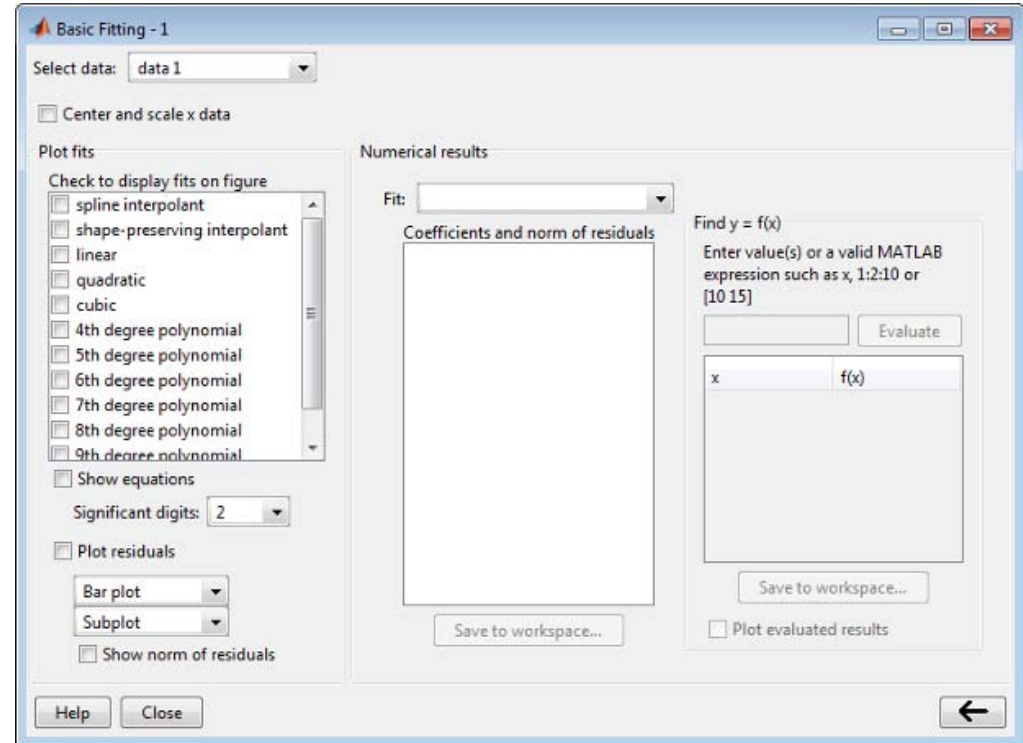 Basic Fitting - 1
Select data: data 1
Center and scale x data
Plot fits
Check to display fits on figure
spline interpolant
shape-preserving interpolant
linear
quadratic
cubic
4th degree polynomial
5th degree polynomial
6th degree polynomial
7th degree polynomial
8th degree polynomial
9th degree polynomial
Show equations
Significant digits: 2
Plot residuals
Bar plot
Subplot
Show norm of residuals
Numerical results
Fit:
Coefficients and norm of residuals
Save to workspace...
Find y = f(x)
Enter value(s) or a valid MATLAB
expression such as x, 1:2:10 or
[10 15]
Evaluate
x f(x)
Save to workspace...
Plot evaluated results
Help Close